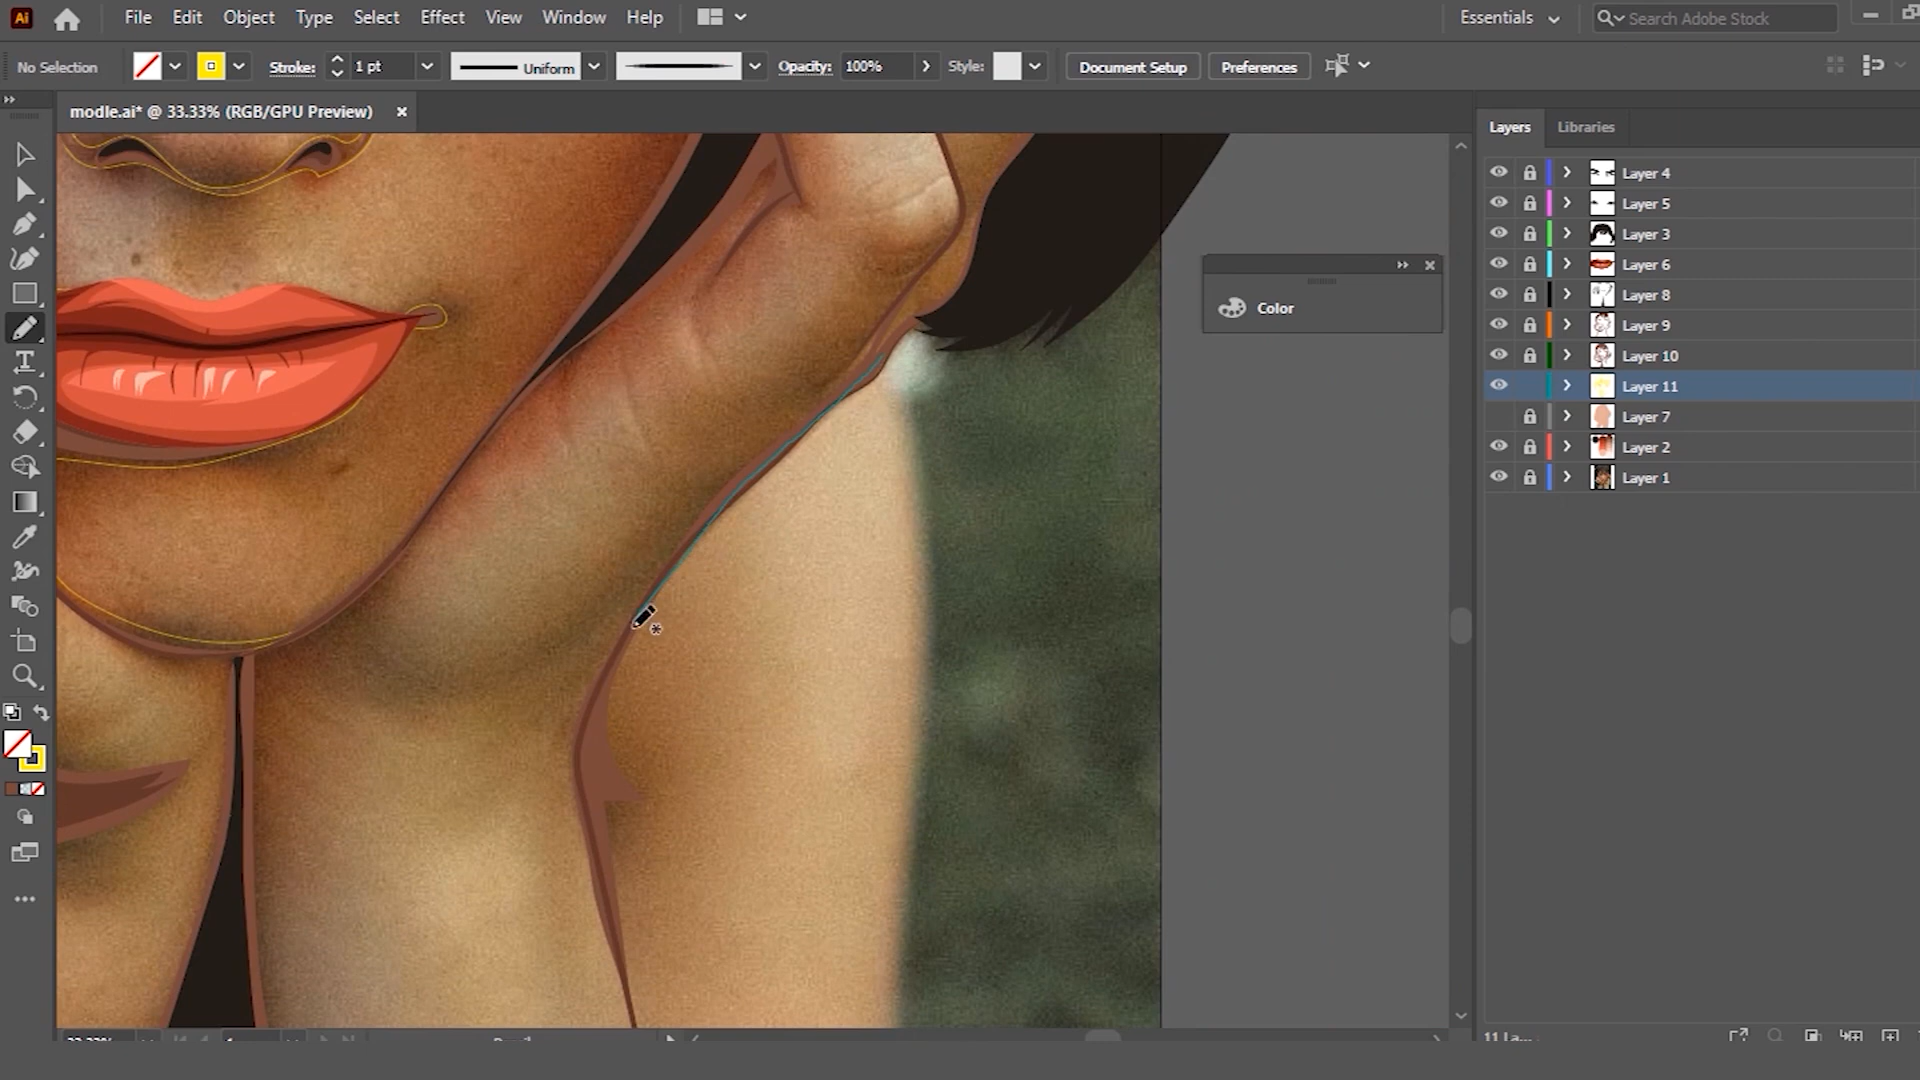 Ai File Edit Object Type Select Effect View Window Help Essentials Search Adobe Stock
No Selection Stroke: 1 pt Uniform Opacity: 100% Style: Document Setup Preferences
modle.ai* @ 33.33% (RGB/GPU Preview)
Layers Libraries
Layer 4
Layer 5
Layer 3
Layer 6
Layer 8
Layer 9
Layer 10
Layer 11
Layer 7
Layer 2
Layer 1
Color